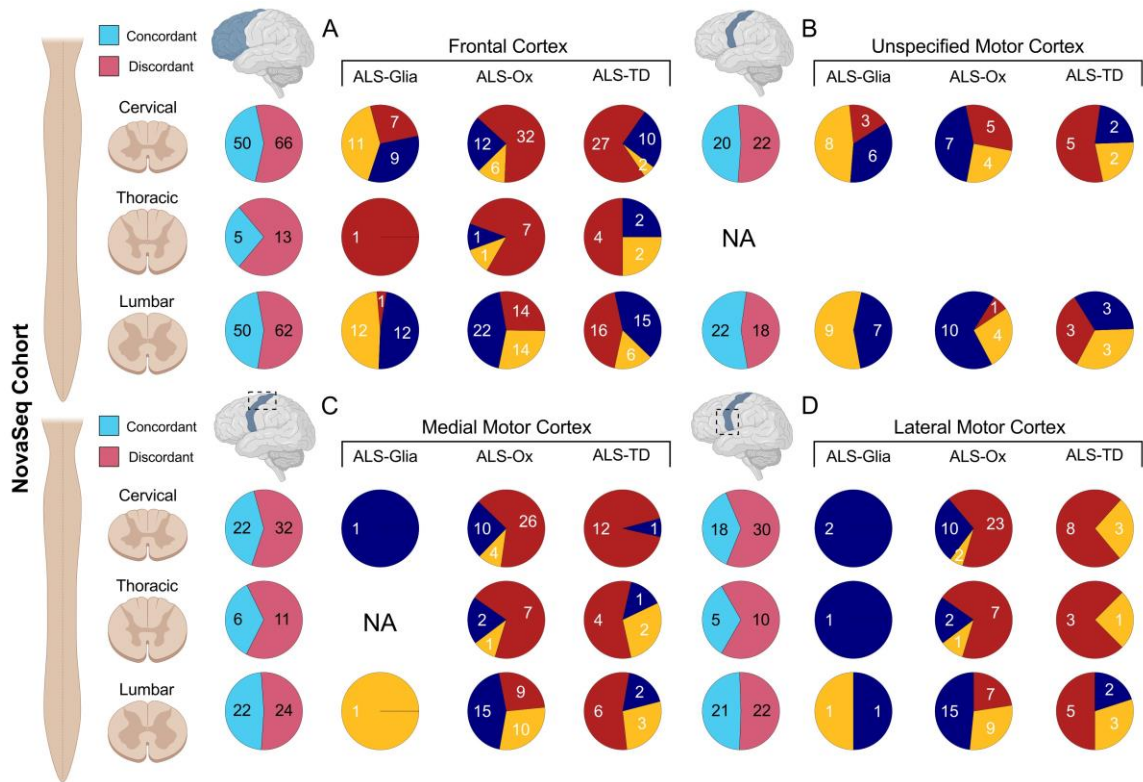 NovaSeq Cohort
Concordant
Discordant
A
Frontal Cortex
ALS-Glia ALS-Ox ALS-TD
B
Unspecified Motor Cortex
ALS-Glia ALS-Ox ALS-TD
Cervical
50 66 11 7 9 12 32 6 27 10 2 20 22 8 3 6 7 5 4 5 2 2
Thoracic
5 13 1 1 7 1 4 2 2 NA
Lumbar
50 62 12 1 12 22 14 14 16 15 6 22 18 9 7 10 1 4 3 3 3
Concordant
Discordant
C
Medial Motor Cortex
ALS-Glia ALS-Ox ALS-TD
D
Lateral Motor Cortex
ALS-Glia ALS-Ox ALS-TD
Cervical
22 32 1 10 26 4 12 1 18 30 2 10 23 2 8 3
Thoracic
6 11 NA 2 7 1 4 1 2 5 10 1 2 7 1 3 1
Lumbar
22 24 1 15 9 10 6 2 3 21 22 1 1 15 7 9 5 2 3